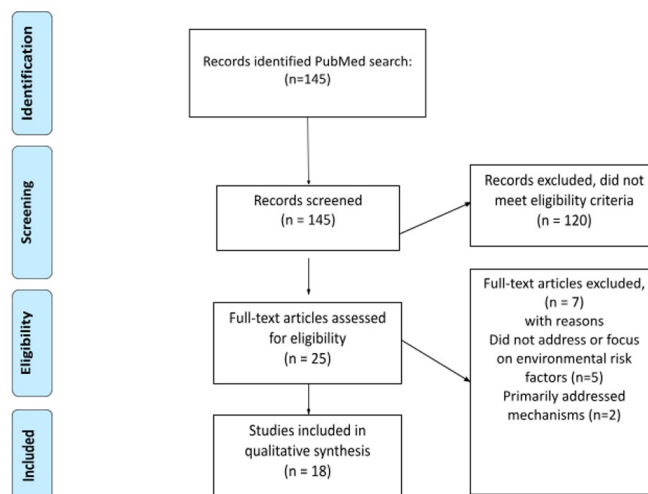 Identification
Records identified PubMed search:
(n=145)
Screening
Records screened
(n = 145)
Records excluded, did not
meet eligibility criteria
(n = 120)
Eligibility
Full-text articles assessed
for eligibility
(n = 25)
Full-text articles excluded,
(n = 7)
with reasons
Did not address or focus
on environmental risk
factors (n=5)
Primarily addressed
mechanisms (n=2)
Included
Studies included in
qualitative synthesis
(n = 18)